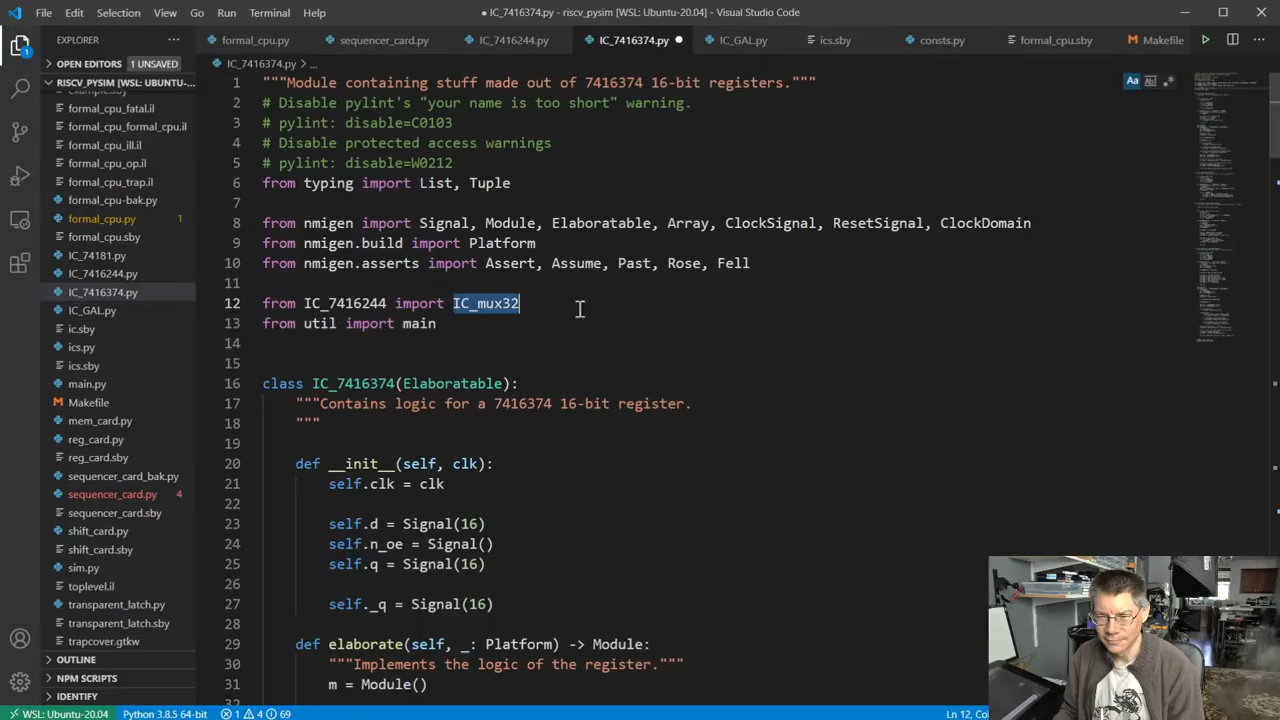 File Edit Selection View Go Run Terminal Help
● IC_7416374.py - riscv_pysim [WSL: Ubuntu-20.04] - Visual Studio Code
EXPLORER
OPEN EDITORS 1 UNSAVED
RISCV_PYSIM [WSL: UBUNTU-...
formal_cpu_fatal.il
formal_cpu_formal_cpu.il
formal_cpu_ill.il
formal_cpu_op.il
formal_cpu_trap.il
formal_cpu-bak.py
formal_cpu.py 1
formal_cpu.sby
IC_74181.py
IC_7416244.py
IC_7416374.py
IC_GAL.py
ic.sby
ics.py
ics.sby
main.py
Makefile
mem_card.py
reg_card.py
reg_card.sby
sequencer_card_bak.py
sequencer_card.py 4
sequencer_card.sby
shift_card.py
shift_card.sby
sim.py
toplevel.il
transparent_latch.py
transparent_latch.sby
trapcover.gtkw
OUTLINE
NPM SCRIPTS
IDENTIFY
formal_cpu.py sequencer_card.py IC_7416244.py IC_7416374.py IC_GAL.py ics.sby consts.py formal_cpu.sby Makefile
IC_7416374.py > ...
1 """Module containing stuff made out of 7416374 16-bit registers."""
2 # Disable pylint's "your name is too short" warning.
3 # pylint: disable=C0103
4 # Disable protected access warnings
5 # pylint: disable=W0212
6 from typing import List, Tuple
7
8 from nmigen import Signal, Module, Elaboratable, Array, ClockSignal, ResetSignal, ClockDomain
9 from nmigen.build import Platform
10 from nmigen.asserts import Assert, Assume, Past, Rose, Fell
11
12 from IC_7416244 import IC_mux32
13 from util import main
14
15
16 class IC_7416374(Elaboratable):
17 """Contains logic for a 7416374 16-bit register.
18 """
19
20 def __init__(self, clk):
21 self.clk = clk
22
23 self.d = Signal(16)
24 self.n_oe = Signal()
25 self.q = Signal(16)
26
27 self._q = Signal(16)
28
29 def elaborate(self, _: Platform) -> Module:
30 """Implements the logic of the register."""
31 m = Module()
WSL: Ubuntu-20.04 Python 3.8.5 64-bit 1 4 69
Ln 12, Col